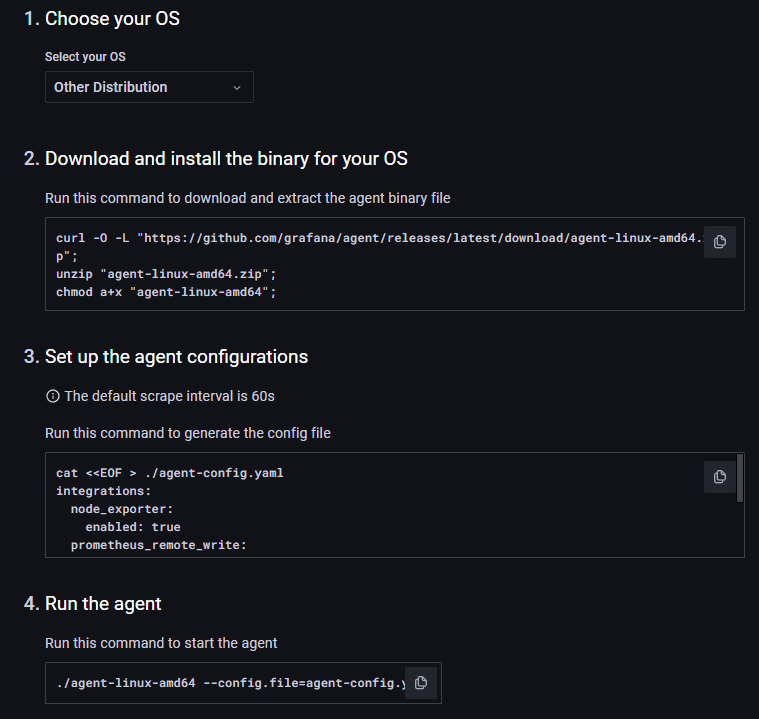 1. Choose your OS
Select your OS
Other Distribution
2. Download and install the binary for your OS
Run this command to download and extract the agent binary file
curl -O -L "https://github.com/grafana/agent/releases/latest/download/agent-linux-amd64.
p";
unzip "agent-linux-amd64.zip";
chmod a+x "agent-linux-amd64";
3. Set up the agent configurations
The default scrape interval is 60s
Run this command to generate the config file
cat <<EOF > ./agent-config.yaml
integrations:
node_exporter:
enabled: true
prometheus_remote_write:
4. Run the agent
Run this command to start the agent
./agent-linux-amd64 --config.file=agent-config.y